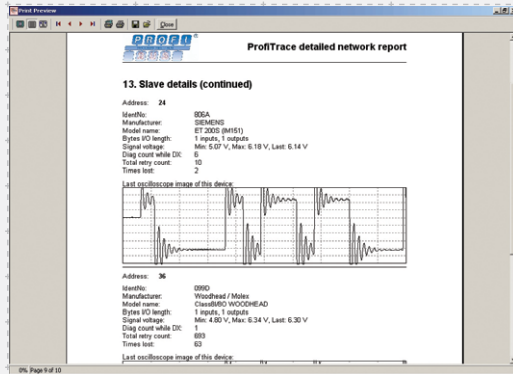 Print Preview
Close
PROFI
BUS
®
ProfiTrace detailed network report
13. Slave details (continued)
Address: 24
IdentNo: 806A
Manufacturer: SIEMENS
Model name: ET 200S (IM151)
Bytes I/O length: 1 inputs, 1 outputs
Signal voltage: Min: 5.07 V, Max: 6.18 V, Last: 6.14 V
Diag count while DX: 6
Total retry count: 10
Times lost: 2
Last oscilloscope image of this device:
Address: 36
IdentNo: 099D
Manufacturer: Woodhead / Molex
Model name: Class8I/8O WOODHEAD
Bytes I/O length: 1 inputs, 1 outputs
Signal voltage: Min: 4.80 V, Max: 6.34 V, Last: 6.30 V
Diag count while DX: 1
Total retry count: 693
Times lost: 63
Last oscilloscope image of this device:
0% Page 9 of 10